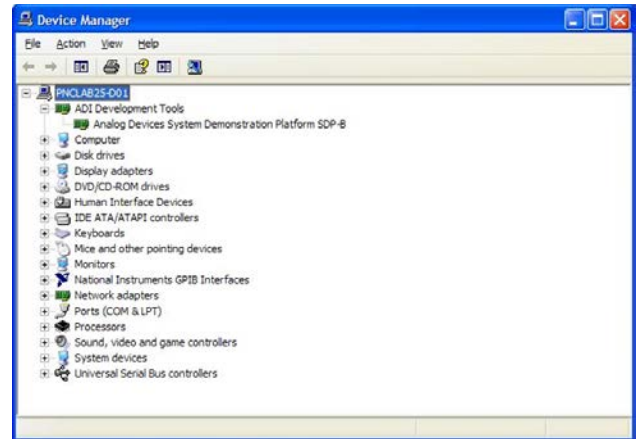 Device Manager
File Action View Help
PNCLAB25-D01
ADI Development Tools
Analog Devices System Demonstration Platform SDP-B
Computer
Disk drives
Display adapters
DVD/CD-ROM drives
Human Interface Devices
IDE ATA/ATAPI controllers
Keyboards
Mice and other pointing devices
Monitors
National Instruments GPIB Interfaces
Network adapters
Ports (COM & LPT)
Processors
Sound, video and game controllers
System devices
Universal Serial Bus controllers